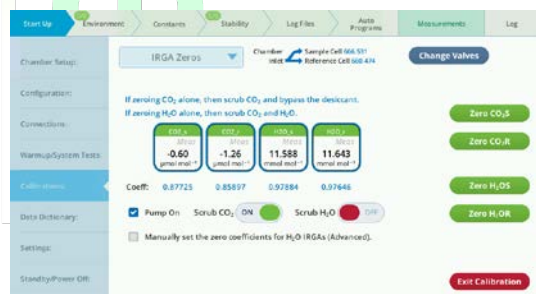 Start Up
Environment
Constants
Stability
Log Files
Auto Programs
Measurements
Log
Chamber Setup:
Configuration:
Connections:
Warmup/System Tests:
Calibrations:
Data Dictionary:
Settings:
Standby/Power Off:
IRGA Zeros
Chamber inlet
Sample Cell
Reference Cell
Change Valves
If zeroing CO₂ alone, then scrub CO₂ and bypass the desiccant.
If zeroing H₂O alone, then scrub CO₂ and H₂O.
CO2_s CO2_r H2O_s H2O_r
Meas Meas Meas Meas
-0.60 -1.26 11.588 11.643
µmol mol⁻¹ µmol mol⁻¹ mmol mol⁻¹ mmol mol⁻¹
Coeff: 0.87725 0.85897 0.97884 0.97646
Pump On Scrub CO₂ ON Scrub H₂O OFF
Manually set the zero coefficients for H₂O IRGAs (Advanced).
Zero CO₂S
Zero CO₂R
Zero H₂OS
Zero H₂OR
Exit Calibration